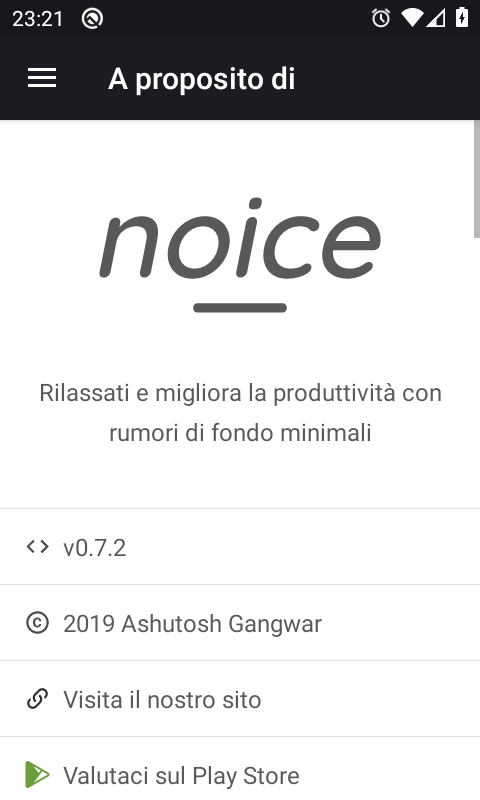 23:21
A proposito di
noice
Rilassati e migliora la produttività con
rumori di fondo minimali
v0.7.2
© 2019 Ashutosh Gangwar
Visita il nostro sito
Valutaci sul Play Store